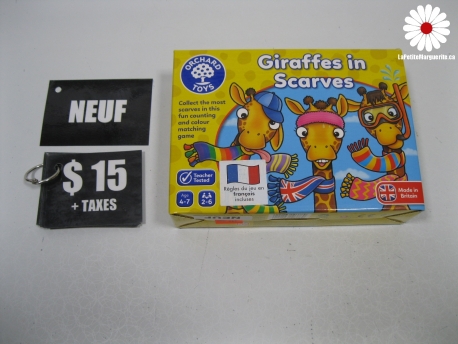 LaPetiteMarguerite.ca
NEUF
$ 15
+ TAXES
ORCHARD
TOYS
Giraffes in
Scarves
Collect the most
scarves in this
fun counting
and colour
matching
game
Teacher
Tested
Age
4-7
2-6
Règles du jeu en
français
incluses
Made in
Britain